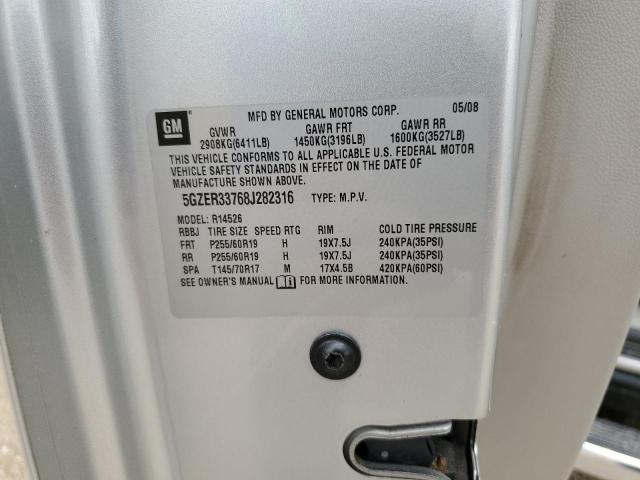 MFD BY GENERAL MOTORS CORP. 05/08
GM
GVWR GAWR FRT GAWR RR
2908KG(6411LB) 1450KG(3196LB) 1600KG(3527LB)
THIS VEHICLE CONFORMS TO ALL APPLICABLE U.S. FEDERAL MOTOR
VEHICLE SAFETY STANDARDS IN EFFECT ON THE DATE OF
MANUFACTURE SHOWN ABOVE.
5GZER33768J282316 TYPE: M.P.V.
MODEL: R14526
RBBJ TIRE SIZE SPEED RTG RIM COLD TIRE PRESSURE
FRT P255/60R19 H 19X7.5J 240KPA(35PSI)
RR P255/60R19 H 19X7.5J 240KPA(35PSI)
SPA T145/70R17 M 17X4.5B 420KPA(60PSI)
SEE OWNER'S MANUAL FOR MORE INFORMATION.